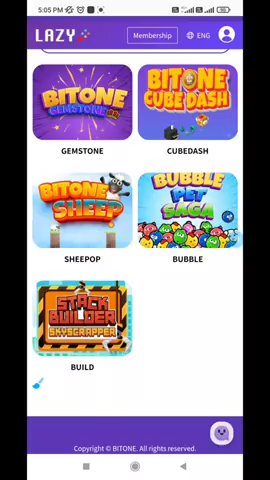 5:05 PM
LAZY
Membership
ENG
BITONE
GEMSTONE
BITONE
CUBE DASH
GEMSTONE
CUBEDASH
BITONE
SHEEP
BUBBLE
PET
SAGA
SHEEPOP
BUBBLE
STACK
BUILDER
SKYSCRAPPER
BUILD
Copyright © BITONE. All rights reserved.